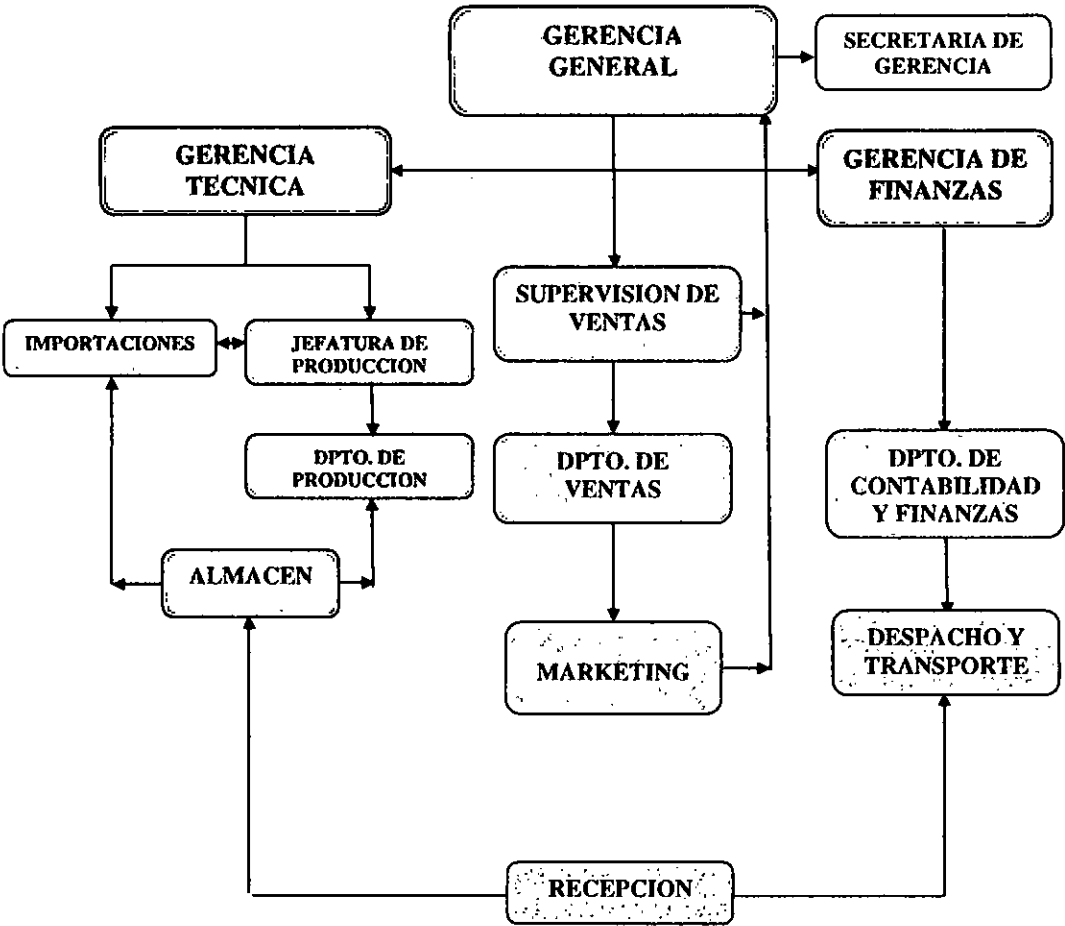 GERENCIA
GENERAL
SECRETARIA DE
GERENCIA
GERENCIA
TECNICA
GERENCIA DE
FINANZAS
SUPERVISION DE
VENTAS
IMPORTACIONES
JEFATURA DE
PRODUCCION
DPTO. DE
PRODUCCION
DPTO. DE
VENTAS
DPTO. DE
CONTABILIDAD
Y FINANZAS
ALMACEN
MARKETING
DESPACHO Y
TRANSPORTE
RECEPCION